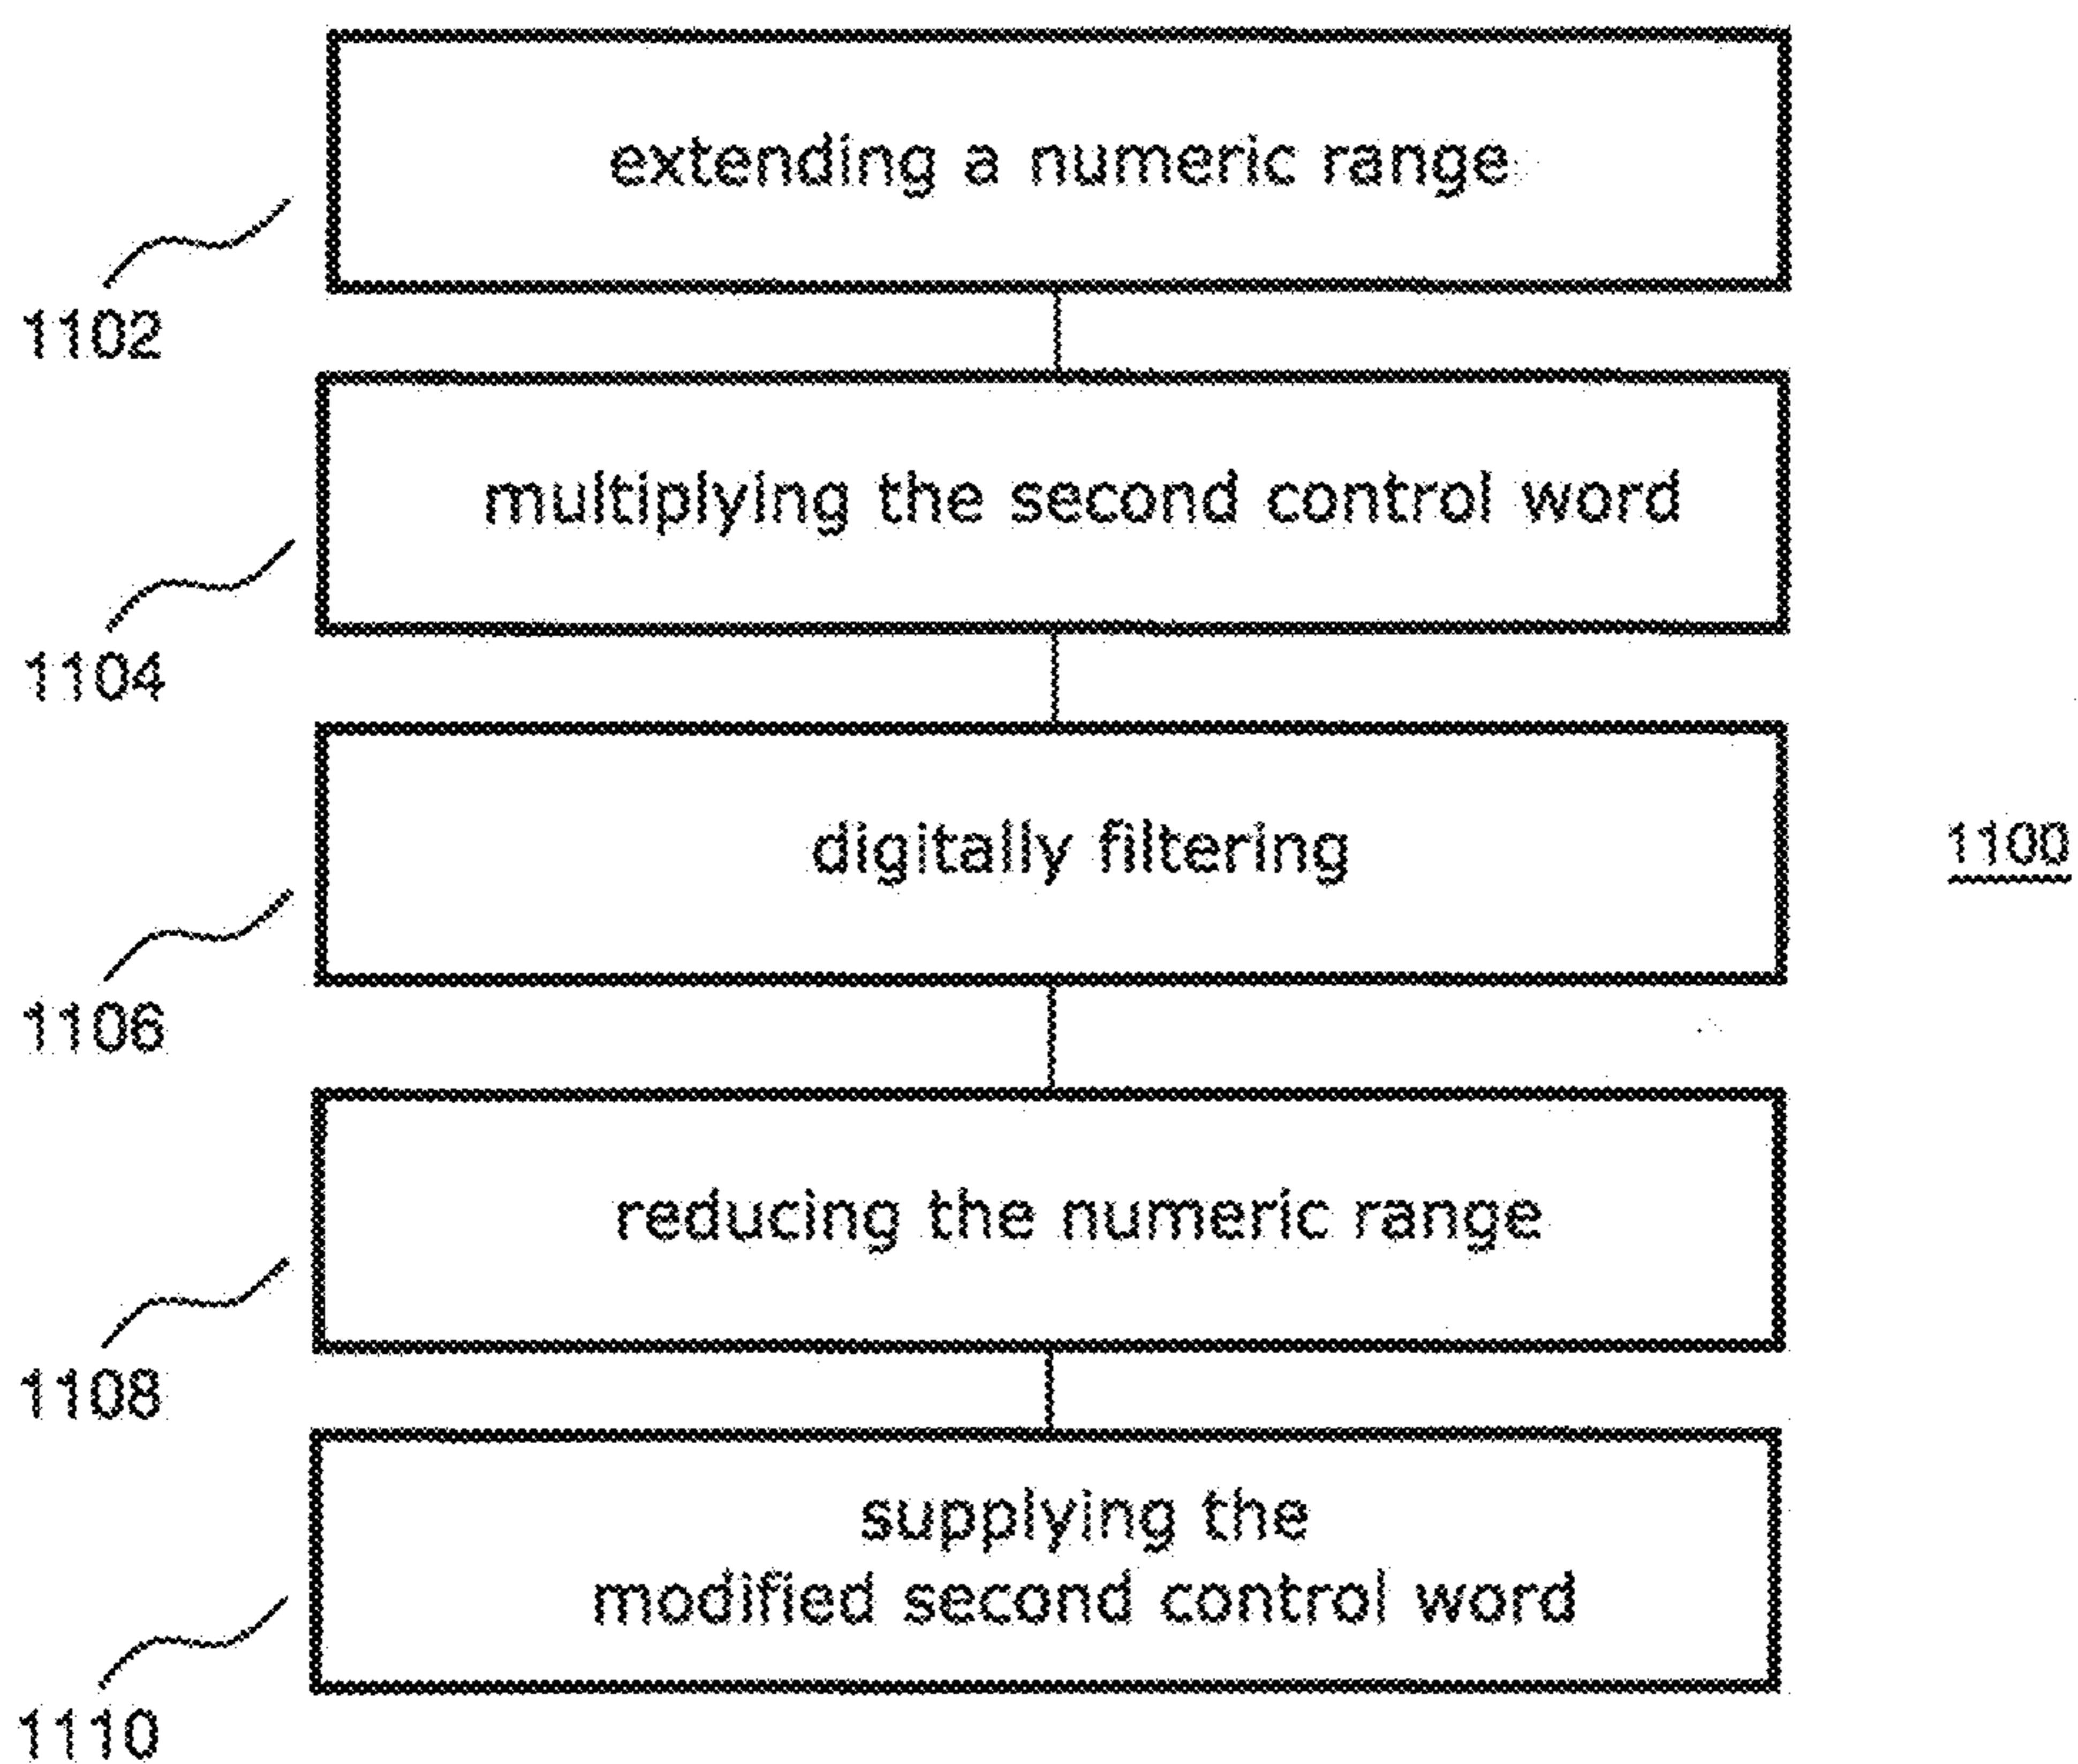 extending a numeric range
1102
multiplying the second control word
1104
digitally filtering
1100
1106
reducing the numeric range
1108
supplying the
modified second control word
1110